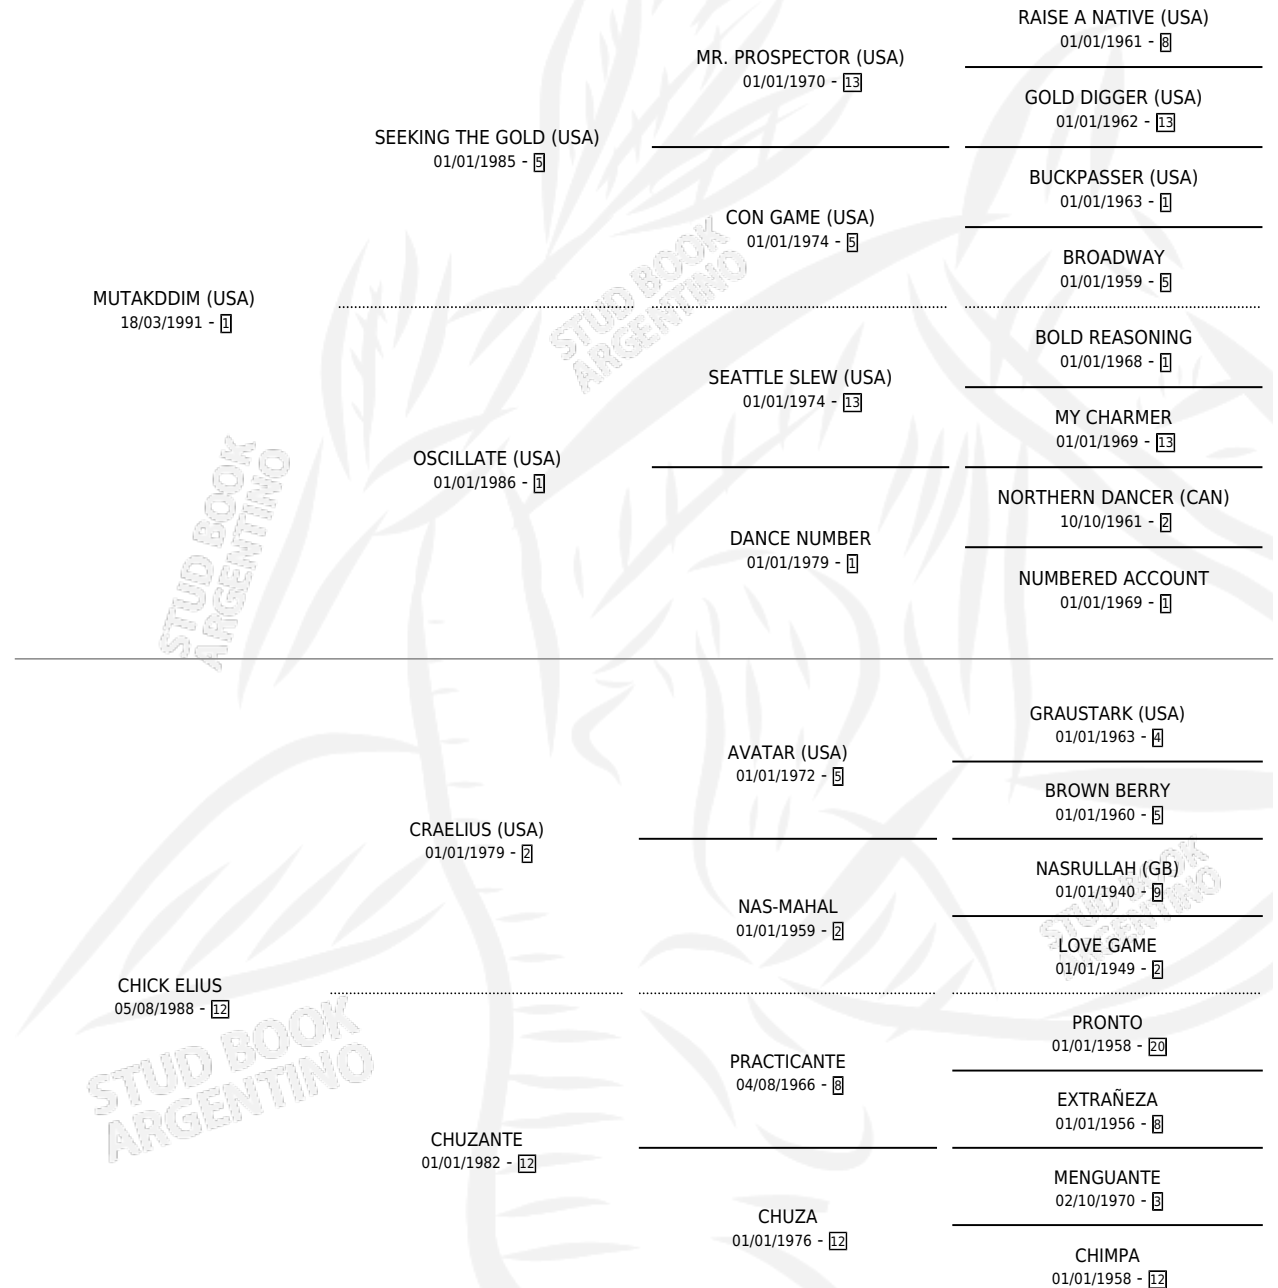 RAISE A NATIVE (USA)
01/01/1961 - 8
MR. PROSPECTOR (USA)
01/01/1970 - 13
GOLD DIGGER (USA)
01/01/1962 - 13
SEEKING THE GOLD (USA)
01/01/1985 - 5
BUCKPASSER (USA)
01/01/1963 - 1
CON GAME (USA)
01/01/1974 - 5
BROADWAY
01/01/1959 - 5
MUTAKDDIM (USA)
18/03/1991 - 1
STUD BOOK
ARGENTINO
BOLD REASONING
01/01/1968 - 1
SEATTLE SLEW (USA)
01/01/1974 - 13
MY CHARMER
01/01/1969 - 13
OSCILLATE (USA)
01/01/1986 - 1
NORTHERN DANCER (CAN)
10/10/1961 - 2
DANCE NUMBER
01/01/1979 - 1
NUMBERED ACCOUNT
01/01/1969 - 1
STUD BOOK
ARGENTINO
GRAUSTARK (USA)
01/01/1963 - 4
AVATAR (USA)
01/01/1972 - 5
BROWN BERRY
01/01/1960 - 5
CRAELIUS (USA)
01/01/1979 - 2
NASRULLAH (GB)
01/01/1940 - 9
NAS-MAHAL
01/01/1959 - 2
STUD BOOK
ARGENTINO
LOVE GAME
01/01/1949 - 2
CHICK ELIUS
05/08/1988 - 12
STUD BOOK
ARGENTINO
PRONTO
01/01/1958 - 20
PRACTICANTE
04/08/1966 - 8
EXTRAÑEZA
01/01/1956 - 8
CHUZANTE
01/01/1982 - 12
MENGUANTE
02/10/1970 - 3
CHUZA
01/01/1976 - 12
CHIMPA
01/01/1958 - 12